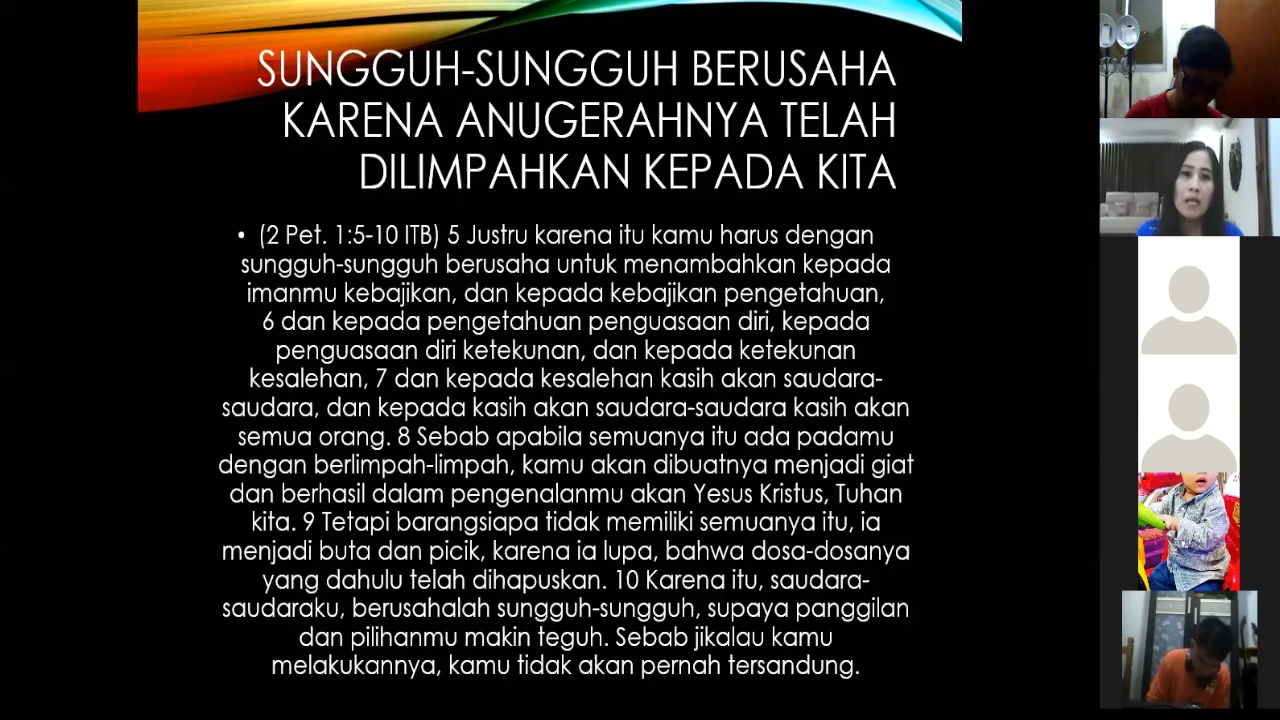 SUNGGUH-SUNGGUH BERUSAHA
KARENA ANUGERAHNYA TELAH
DILIMPAHKAN KEPADA KITA
• (2 Pet. 1:5-10 ITB) 5 Justru karena itu kamu harus dengan
sungguh-sungguh berusaha untuk menambahkan kepada
imanmu kebajikan, dan kepada kebajikan pengetahuan,
6 dan kepada pengetahuan penguasaan diri, kepada
penguasaan diri ketekunan, dan kepada ketekunan
kesalehan, 7 dan kepada kesalehan kasih akan saudara-
saudara, dan kepada kasih akan saudara-saudara kasih akan
semua orang. 8 Sebab apabila semuanya itu ada padamu
dengan berlimpah-limpah, kamu akan dibuatnya menjadi giat
dan berhasil dalam pengenalanmu akan Yesus Kristus, Tuhan
kita. 9 Tetapi barangsiapa tidak memiliki semuanya itu, ia
menjadi buta dan picik, karena ia lupa, bahwa dosa-dosanya
yang dahulu telah dihapuskan. 10 Karena itu, saudara-
saudaraku, berusahalah sungguh-sungguh, supaya panggilan
dan pilihanmu makin teguh. Sebab jikalau kamu
melakukannya, kamu tidak akan pernah tersandung.